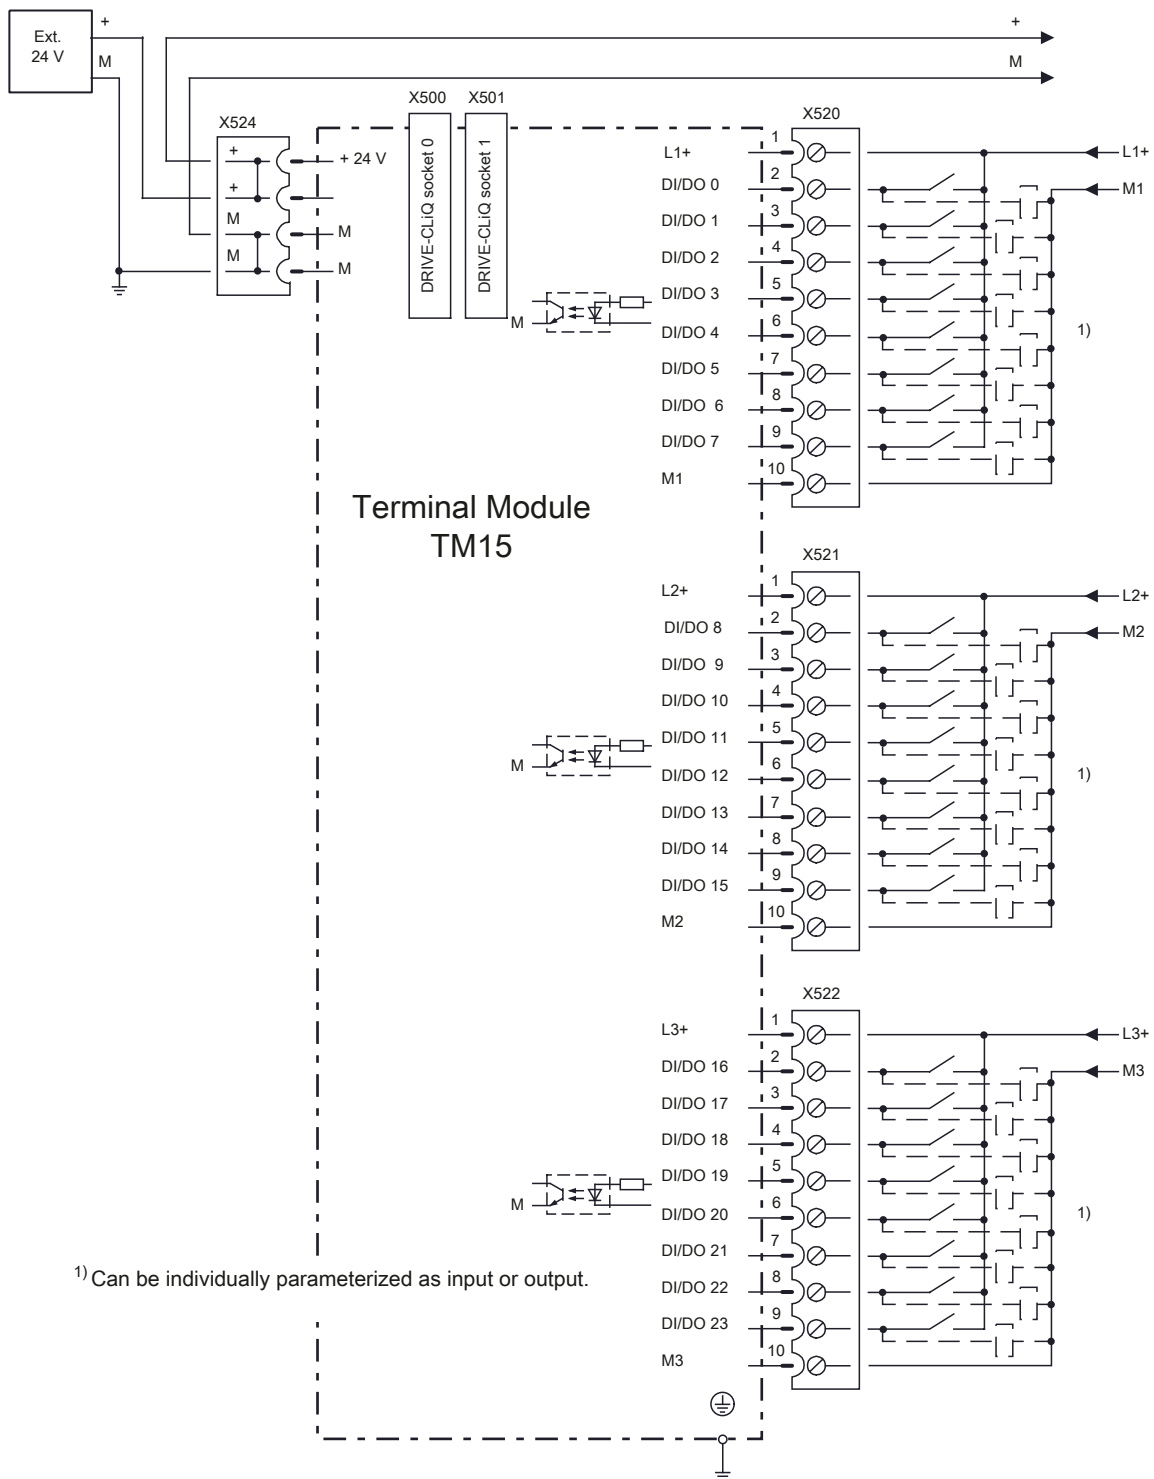 Ext.
24 V
+
M
+
M
X524
+
+
M
M
+ 24 V
M
M
X500
X501
DRIVE-CLiQ socket 0
DRIVE-CLiQ socket 1
X520
L1+
1
DI/DO 0
2
DI/DO 1
3
DI/DO 2
4
DI/DO 3
5
DI/DO 4
6
DI/DO 5
7
DI/DO 6
8
DI/DO 7
9
M1
10
L1+
M1
1)
M
Terminal Module
TM15
X521
L2+
1
DI/DO 8
2
DI/DO 9
3
DI/DO 10
4
DI/DO 11
5
DI/DO 12
6
DI/DO 13
7
DI/DO 14
8
DI/DO 15
9
M2
10
L2+
M2
1)
M
X522
L3+
1
DI/DO 16
2
DI/DO 17
3
DI/DO 18
4
DI/DO 19
5
DI/DO 20
6
DI/DO 21
7
DI/DO 22
8
DI/DO 23
9
M3
10
L3+
M3
1)
M
1) Can be individually parameterized as input or output.